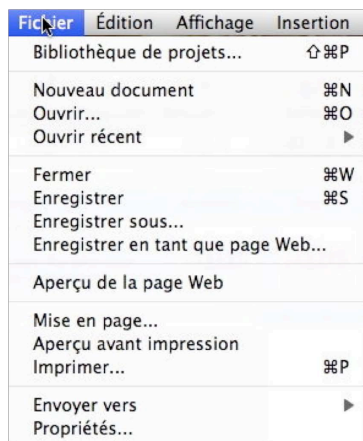 Fichier Édition Affichage Insertion
Bibliothèque de projets... ⇧⌘P
Nouveau document ⌘N
Ouvrir... ⌘O
Ouvrir récent ▶
Fermer ⌘W
Enregistrer ⌘S
Enregistrer sous...
Enregistrer en tant que page Web...
Aperçu de la page Web
Mise en page...
Aperçu avant impression
Imprimer... ⌘P
Envoyer vers ▶
Propriétés...